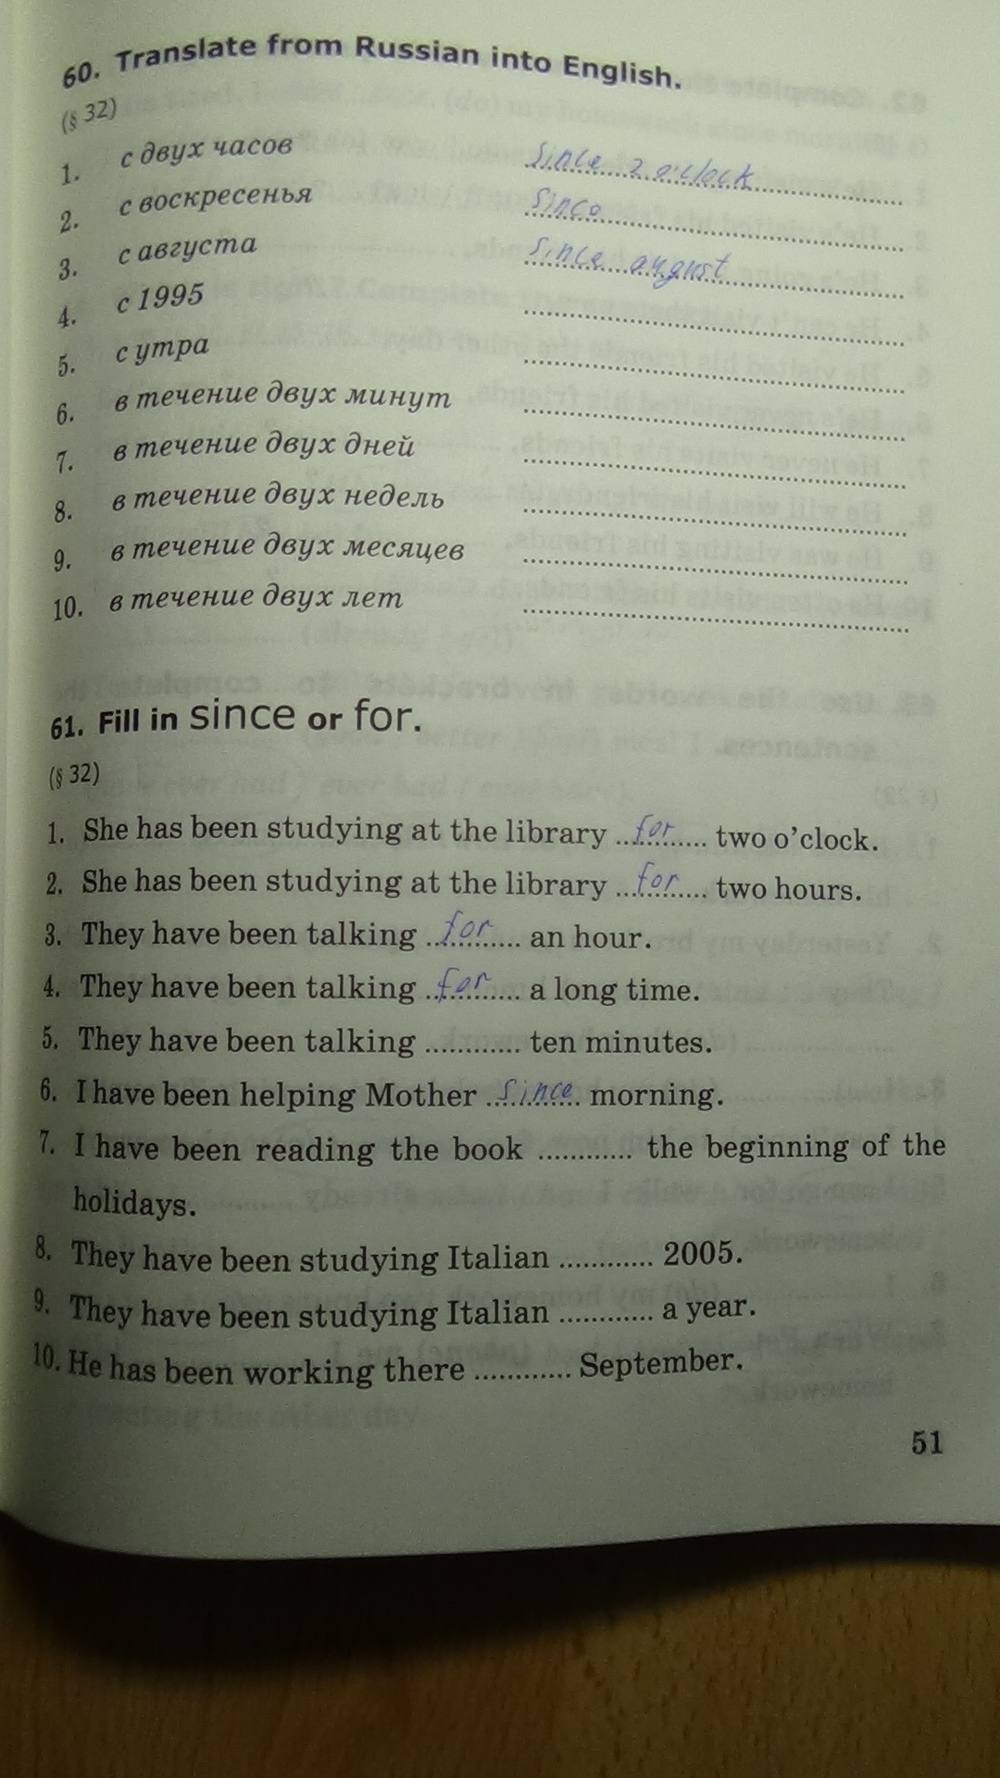 60. Translate from Russian into English.
(§ 32)
1. с двух часов since 2 o'clock
2. с воскресенья since
3. с августа since august
4. с 1995
5. с утра
6. в течение двух минут
7. в течение двух дней
8. в течение двух недель
9. в течение двух месяцев
10. в течение двух лет
61. Fill in since or for.
(§ 32)
1. She has been studying at the library ...for... two o'clock.
2. She has been studying at the library ...for... two hours.
3. They have been talking ...for... an hour.
4. They have been talking ...for... a long time.
5. They have been talking ............ ten minutes.
6. I have been helping Mother ...since... morning.
7. I have been reading the book ............ the beginning of the
holidays.
8. They have been studying Italian ............ 2005.
9. They have been studying Italian ............ a year.
10. He has been working there ............ September.
51